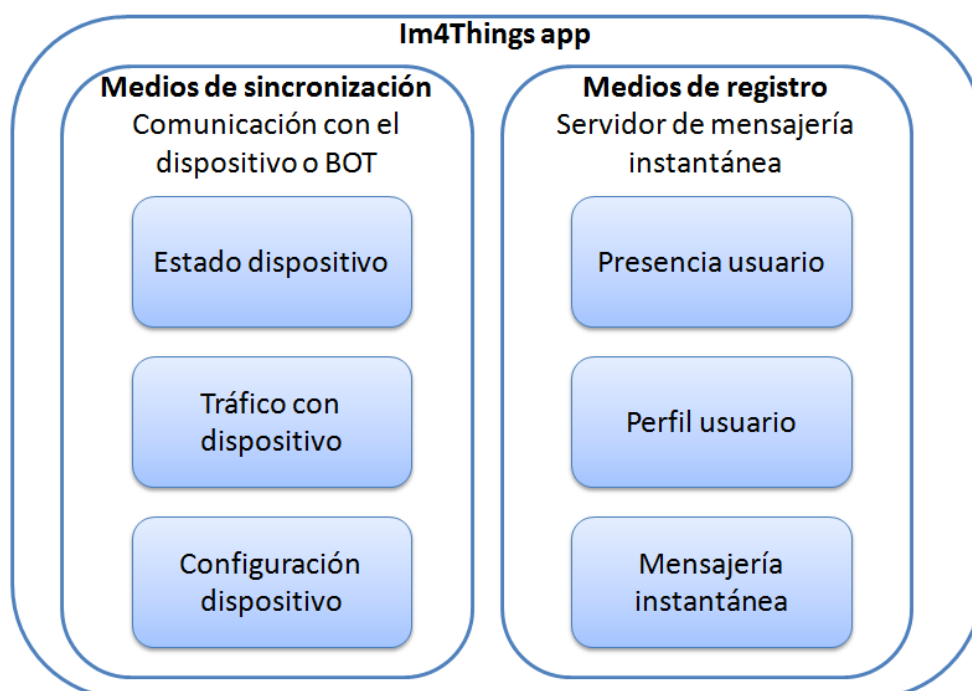 Im4Things app
Medios de sincronización
Comunicación con el
dispositivo o BOT
Estado dispositivo
Tráfico con
dispositivo
Configuración
dispositivo
Medios de registro
Servidor de mensajería
instantánea
Presencia usuario
Perfil usuario
Mensajería
instantánea